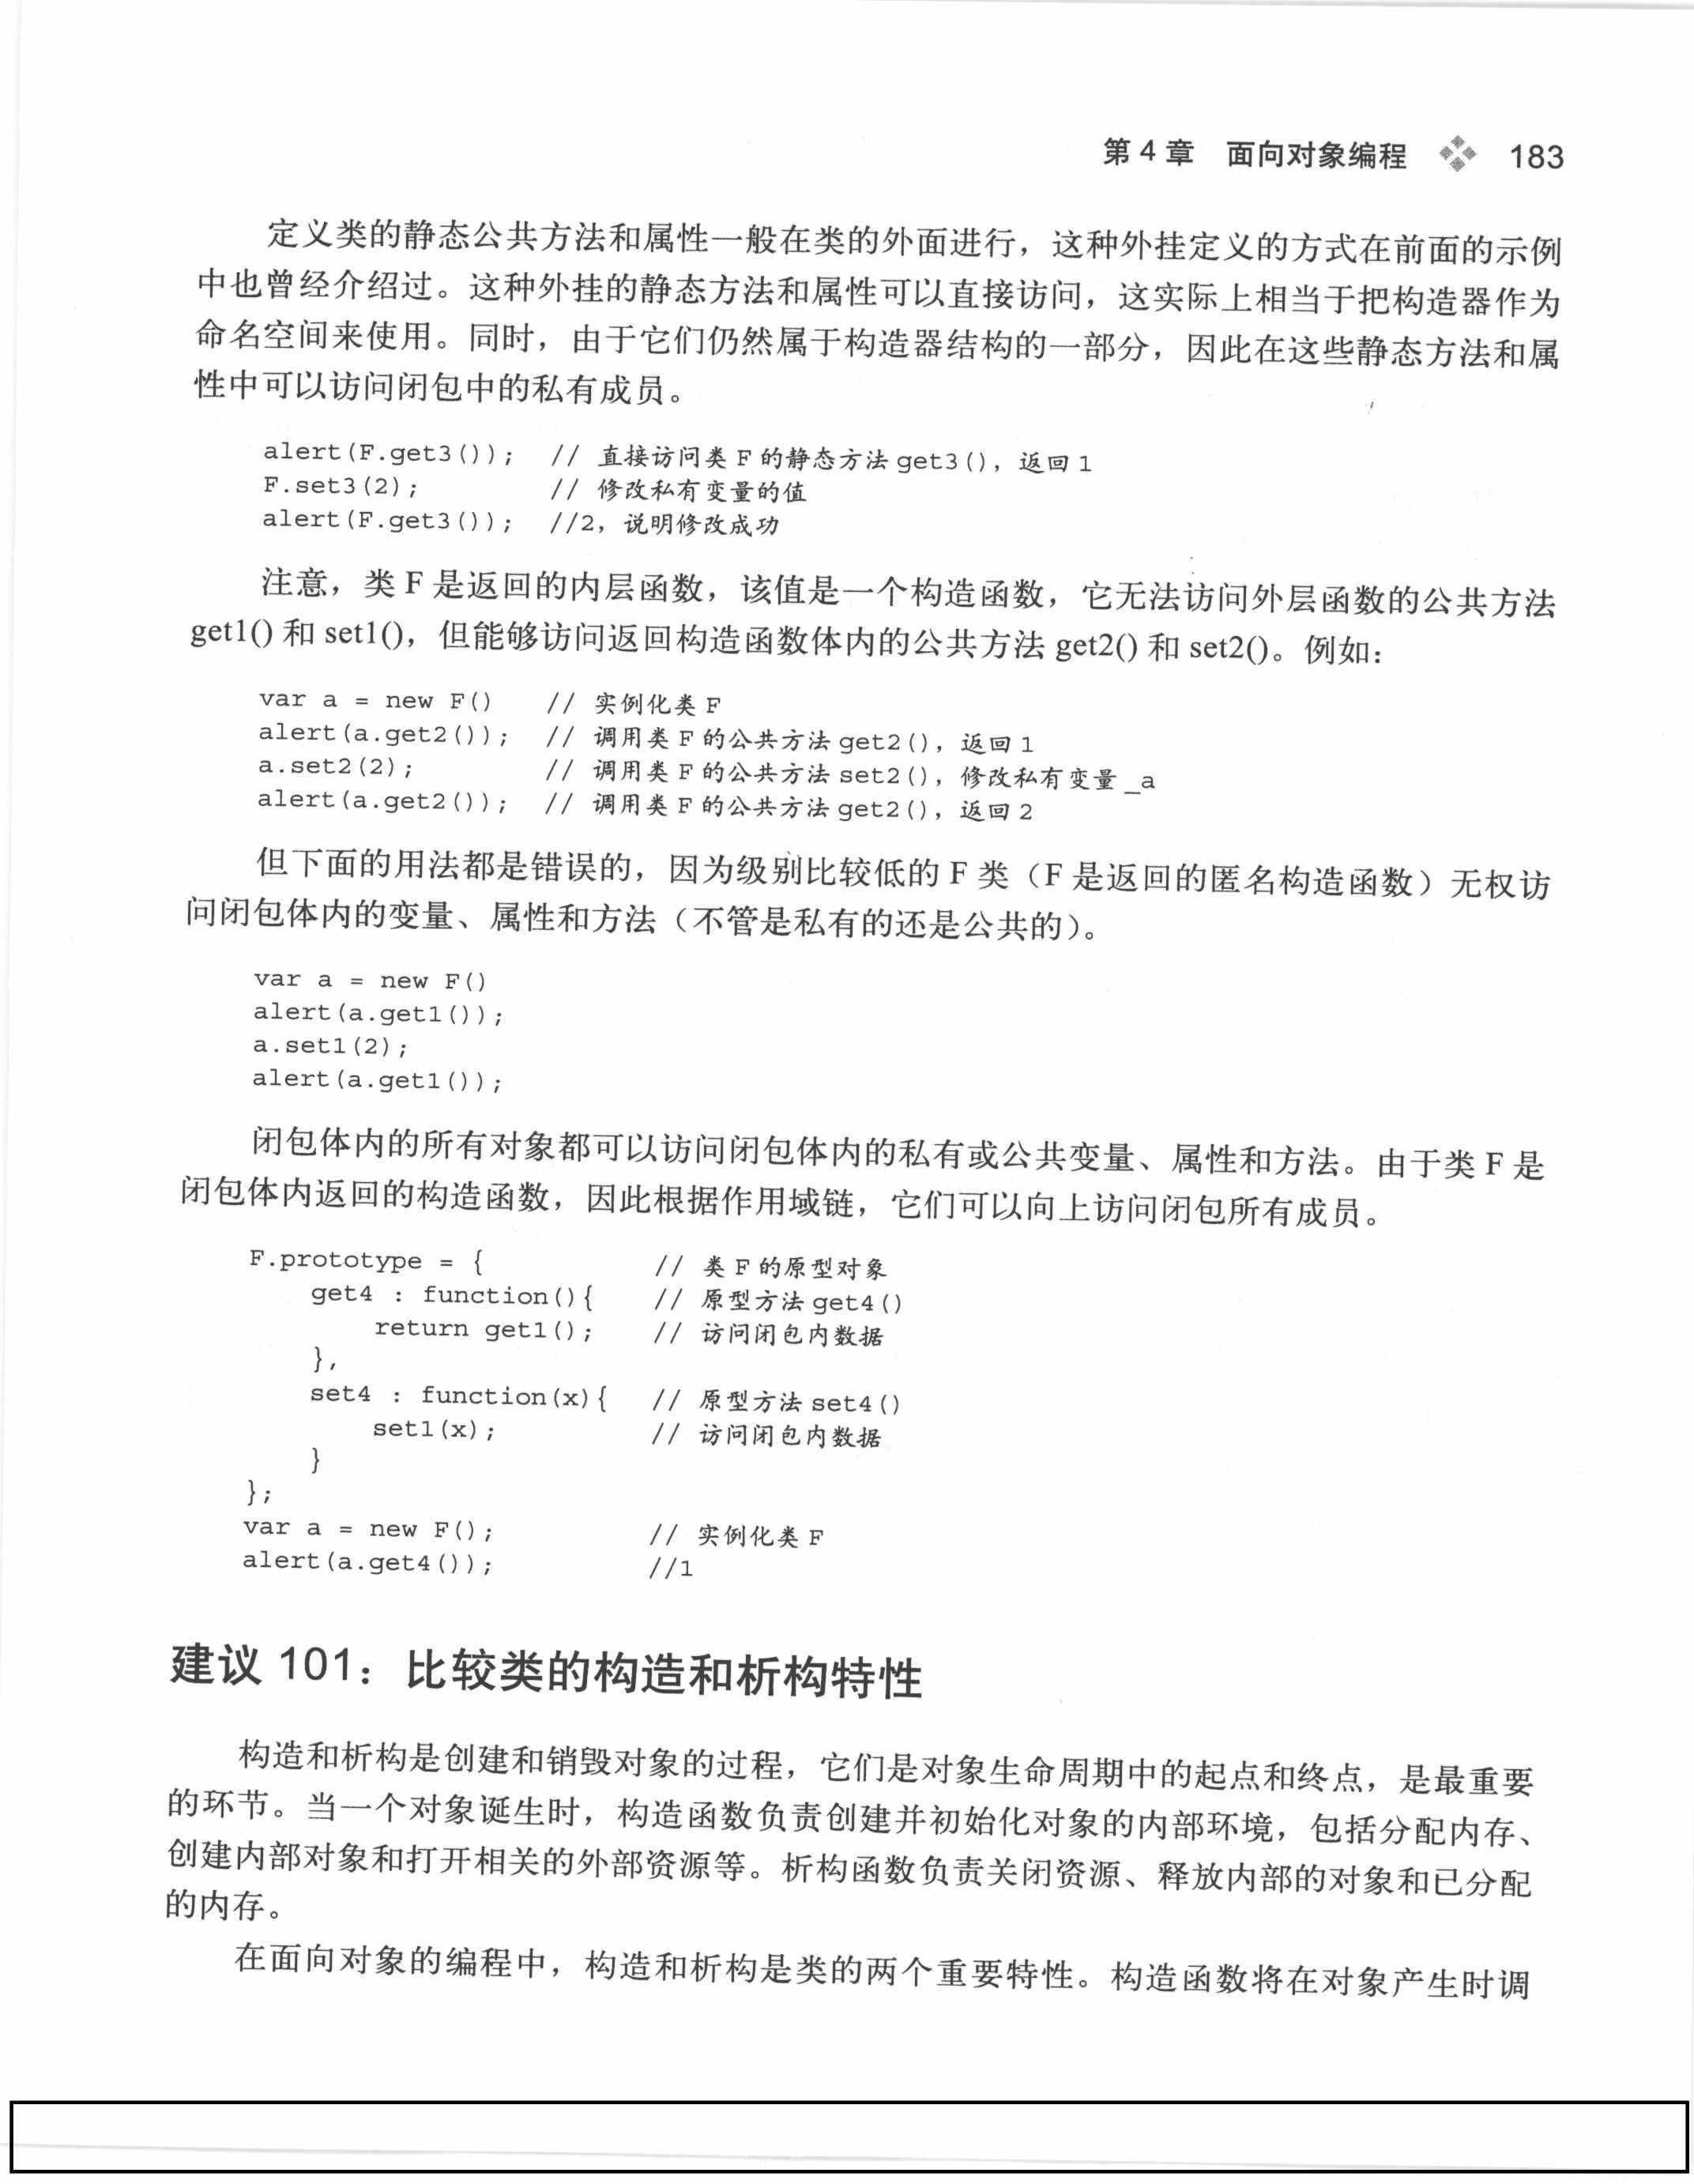 第 4 章 面向对象编程 183
定义类的静态公共方法和属性一般在类的外面进行，这种外挂定义的方式在前面的示例
中也曾经介绍过。这种外挂的静态方法和属性可以直接访问，这实际上相当于把构造器作为
命名空间来使用。同时，由于它们仍然属于构造器结构的一部分，因此在这些静态方法和属
性中可以访问闭包中的私有成员。
alert(F.get3()); // 直接访问类 F 的静态方法 get3()，返回 1
F.set3(2); // 修改私有变量的值
alert(F.get3()); //2，说明修改成功
注意，类 F 是返回的内层函数，该值是一个构造函数，它无法访问外层函数的公共方法
get1() 和 set1()，但能够访问返回构造函数体内的公共方法 get2() 和 set2()。例如：
var a = new F() // 实例化类 F
alert(a.get2()); // 调用类 F 的公共方法 get2()，返回 1
a.set2(2); // 调用类 F 的公共方法 set2()，修改私有变量 _a
alert(a.get2()); // 调用类 F 的公共方法 get2()，返回 2
但下面的用法都是错误的，因为级别比较低的 F 类（F 是返回的匿名构造函数）无权访
问闭包体内的变量、属性和方法（不管是私有的还是公共的）。
var a = new F()
alert(a.get1());
a.set1(2);
alert(a.get1());
闭包体内的所有对象都可以访问闭包体内的私有或公共变量、属性和方法。由于类 F 是
闭包体内返回的构造函数，因此根据作用域链，它们可以向上访问闭包所有成员。
F.prototype = { // 类 F 的原型对象
get4 : function(){ // 原型方法 get4()
return get1(); // 访问闭包内数据
},
set4 : function(x){ // 原型方法 set4()
set1(x); // 访问闭包内数据
}
};
var a = new F(); // 实例化类 F
alert(a.get4()); //1
建议 101：比较类的构造和析构特性
构造和析构是创建和销毁对象的过程，它们是对象生命周期中的起点和终点，是最重要
的环节。当一个对象诞生时，构造函数负责创建并初始化对象的内部环境，包括分配内存、
创建内部对象和打开相关的外部资源等。析构函数负责关闭资源、释放内部的对象和已分配
的内存。
在面向对象的编程中，构造和析构是类的两个重要特性。构造函数将在对象产生时调